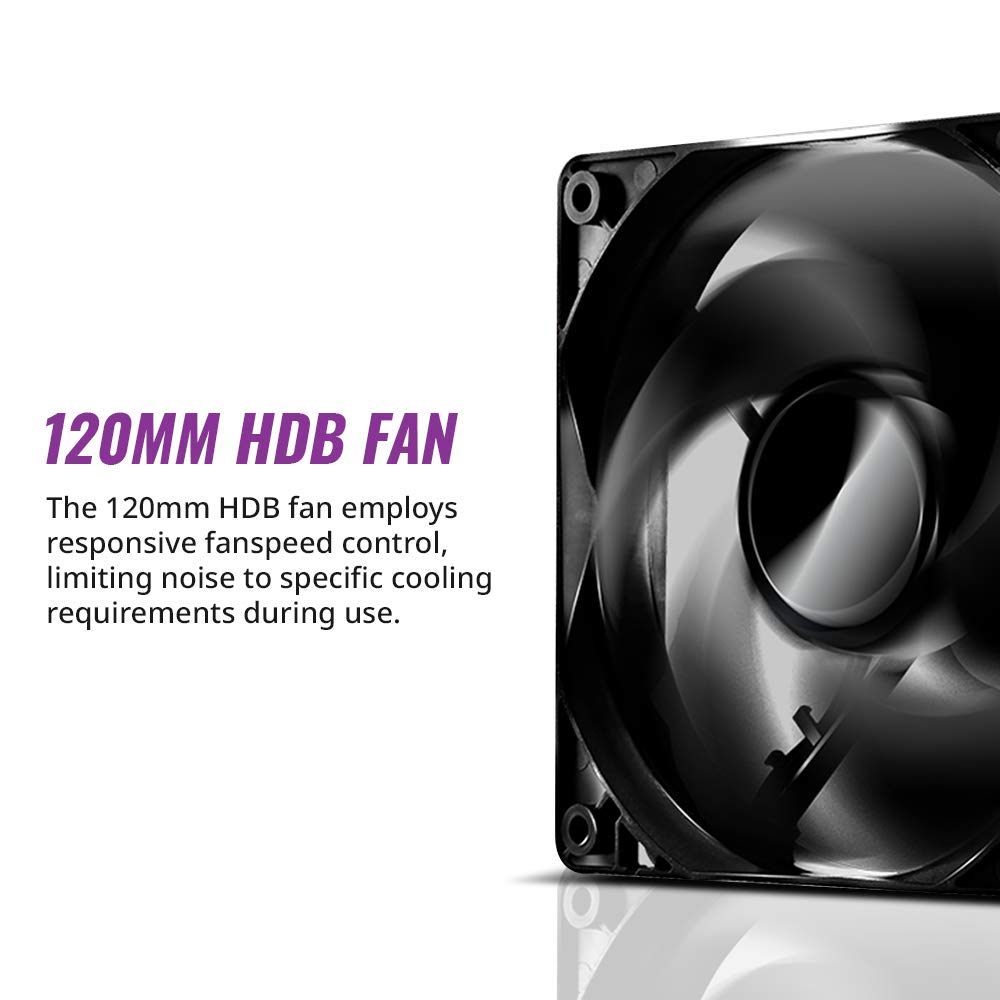 120MM HDB FAN
The 120mm HDB fan employs
responsive fanspeed control,
limiting noise to specific cooling
requirements during use.